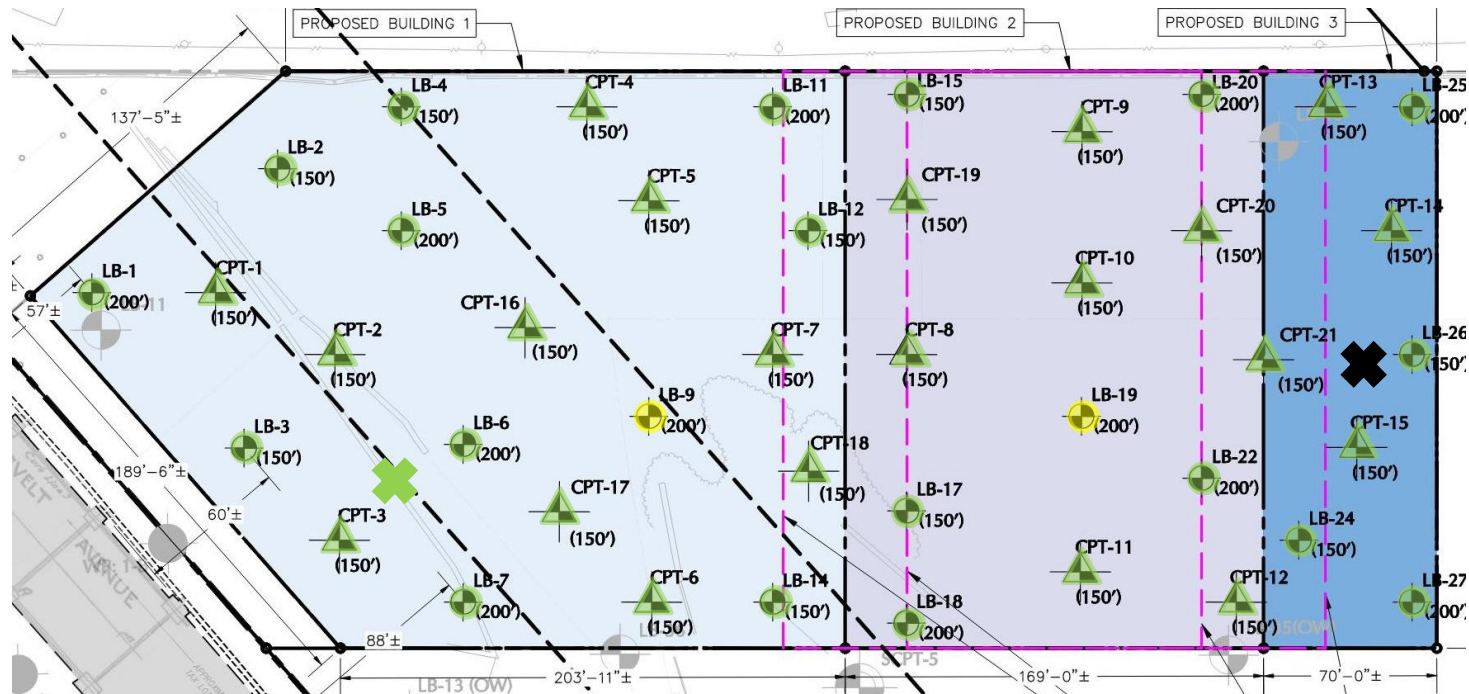 PROPOSED BUILDING 1
PROPOSED BUILDING 2
PROPOSED BUILDING 3
137'-5"±
LB-4
(150')
CPT-4
(150')
LB-11
(200')
LB-15
(150')
CPT-9
(150')
LB-20
(200')
CPT-13
(150')
LB-25
(200')
LB-2
(150')
CPT-5
(150')
CPT-19
(150')
LB-5
(200')
LB-12
(150')
CPT-20
(150')
CPT-14
(150')
LB-1
(200')
CPT-1
(150')
57'±
CPT-10
(150')
CPT-16
(150')
CPT-2
(150')
CPT-7
(150')
CPT-8
(150')
CPT-21
(150')
LB-26
(150')
LB-9
(200')
LB-19
(200')
CPT-15
(150')
LB-3
(150')
LB-6
(200')
CPT-18
(150')
LB-22
(200')
189'-6"±
60'±
CPT-17
(150')
LB-17
(150')
CPT-3
(150')
LB-24
(150')
AVENUE
CPT-11
(150')
LB-7
(200')
CPT-6
(150')
LB-14
(150')
LB-18
(200')
CPT-12
(150')
LB-27
(200')
88'±
SCPT-5
LB-13 (OW)
203'-11"±
169'-0"±
70'-0"±